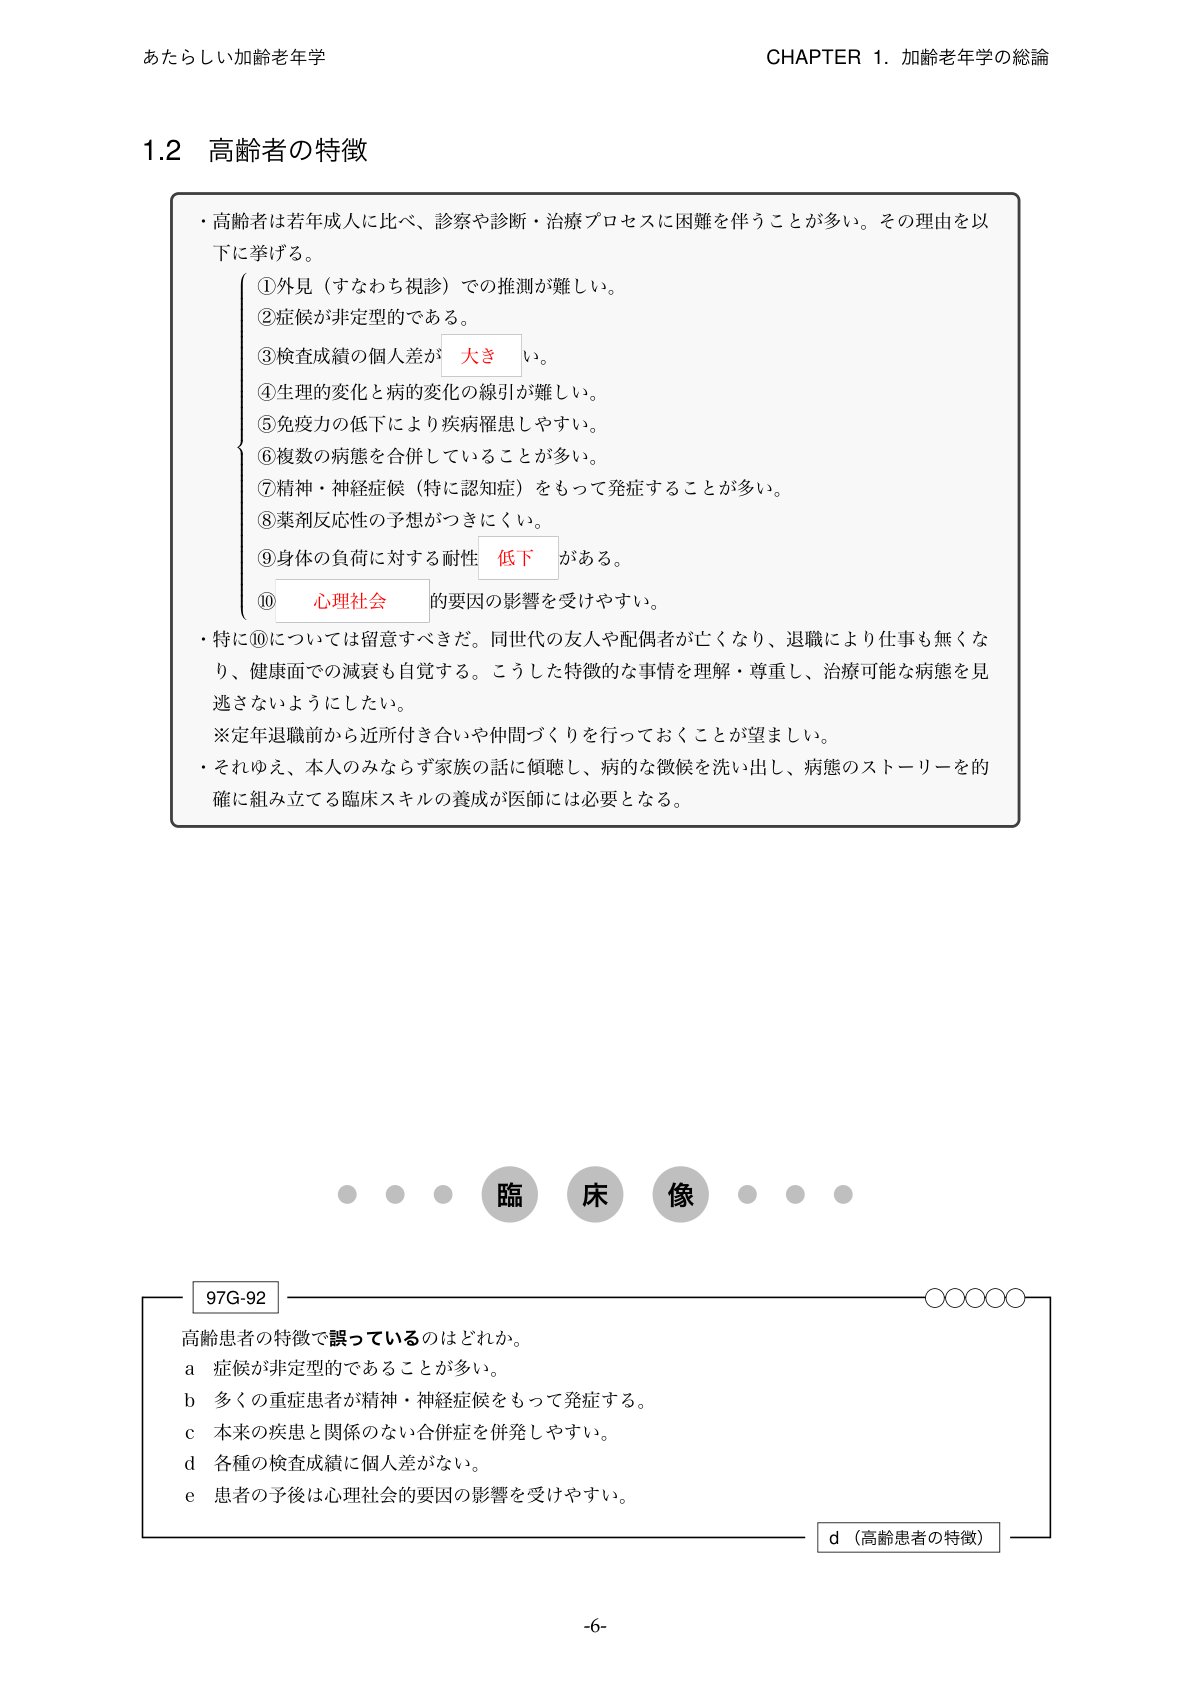 あたらしい加齢老年学
CHAPTER 1. 加齢老年学の総論
1.2 高齢者の特徴
・高齢者は若年成人に比べ、診察や診断・治療プロセスに困難を伴うことが多い。その理由を以
下に挙げる。
①外見（すなわち視診）での推測が難しい。
②症候が非定型的である。
③検査成績の個人差が 大き い。
④生理的変化と病的変化の線引が難しい。
⑤免疫力の低下により疾病罹患しやすい。
⑥複数の病態を合併していることが多い。
⑦精神・神経症候（特に認知症）をもって発症することが多い。
⑧薬剤反応性の予想がつきにくい。
⑨身体の負荷に対する耐性 低下 がある。
⑩ 心理社会 的要因の影響を受けやすい。
・特に⑩については留意すべきだ。同世代の友人や配偶者が亡くなり、退職により仕事も無くな
り、健康面での減衰も自覚する。こうした特徴的な事情を理解・尊重し、治療可能な病態を見
逃さないようにしたい。
※定年退職前から近所付き合いや仲間づくりを行っておくことが望ましい。
・それゆえ、本人のみならず家族の話に傾聴し、病的な徴候を洗い出し、病態のストーリーを的
確に組み立てる臨床スキルの養成が医師には必要となる。
臨 床 像
97G-92
高齢患者の特徴で誤っているのはどれか。
a 症候が非定型的であることが多い。
b 多くの重症患者が精神・神経症候をもって発症する。
c 本来の疾患と関係のない合併症を併発しやすい。
d 各種の検査成績に個人差がない。
e 患者の予後は心理社会的要因の影響を受けやすい。
d （高齢患者の特徴）
-6-